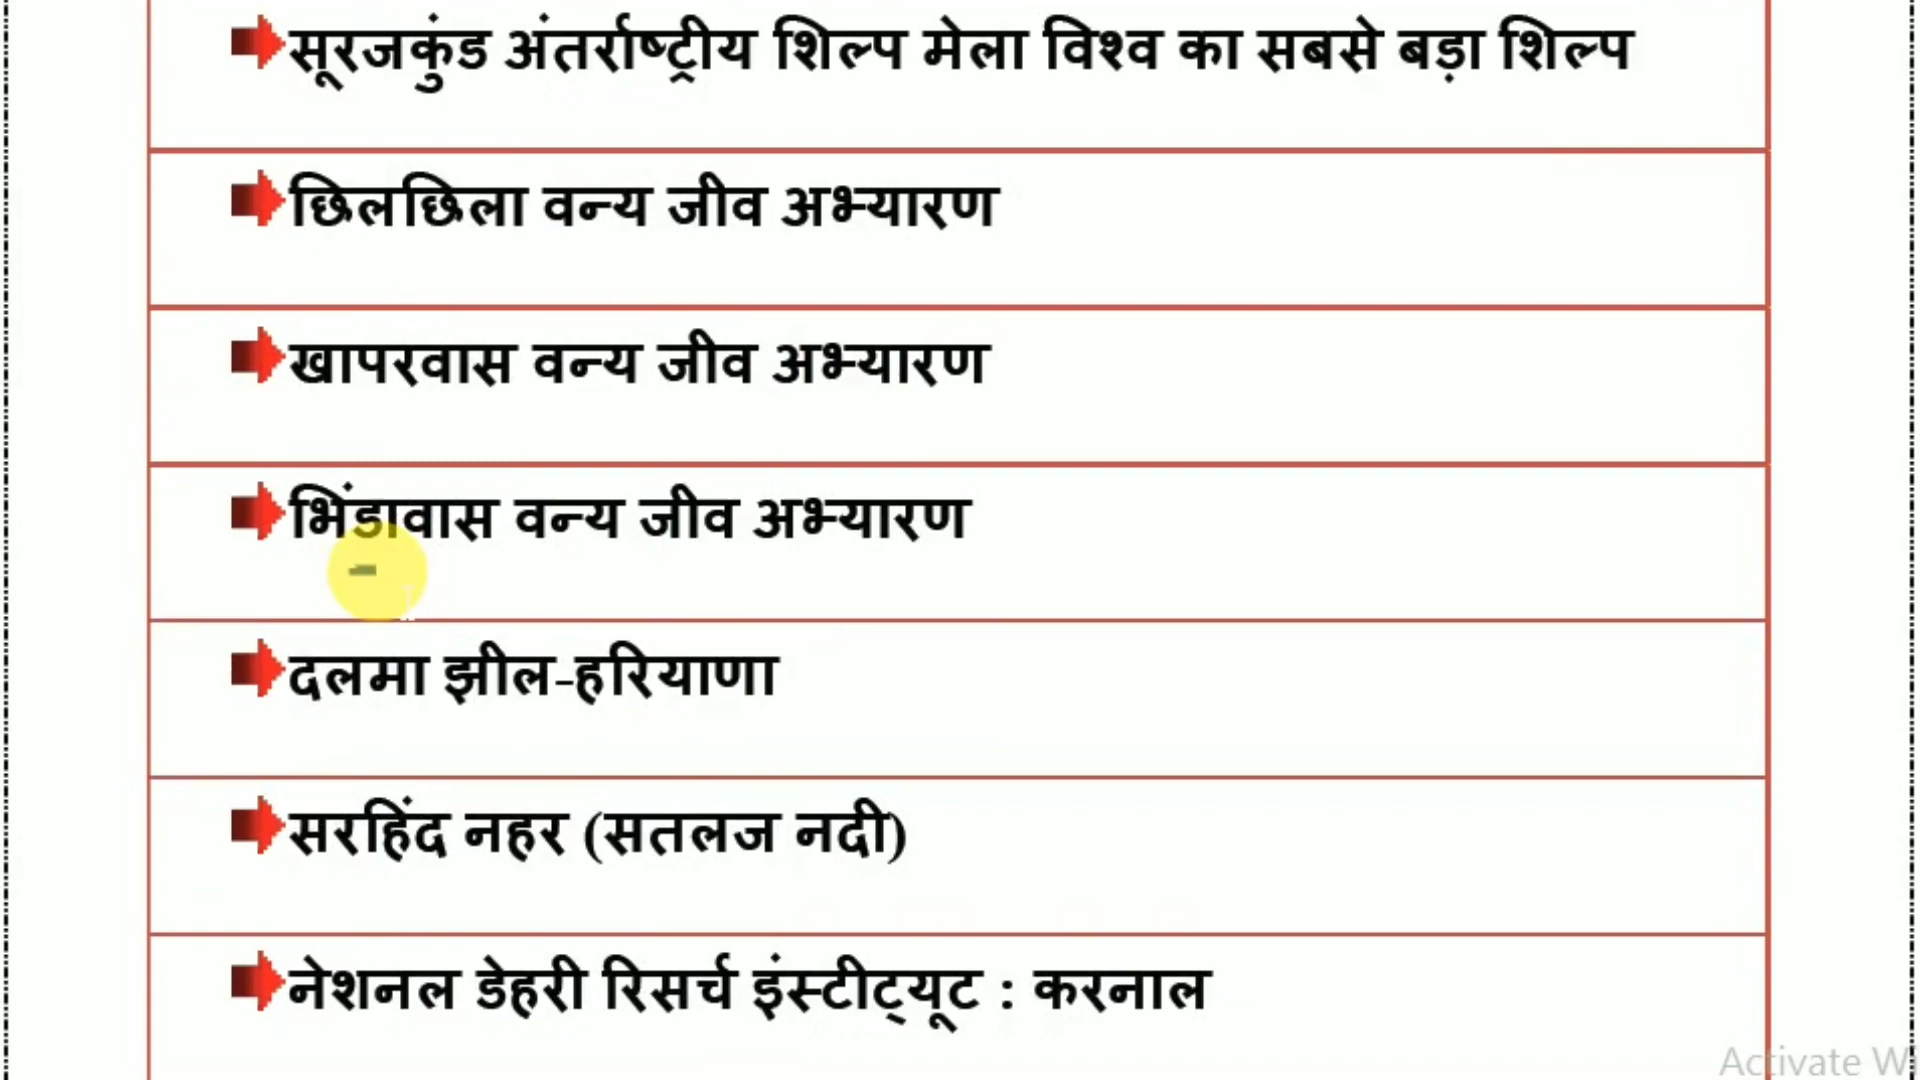 सूरजकुंड अंतर्राष्ट्रीय शिल्प मेला विश्व का सबसे बड़ा शिल्प
छिलछिला वन्य जीव अभ्यारण
खापरवास वन्य जीव अभ्यारण
भिंडावास वन्य जीव अभ्यारण
दलमा झील-हरियाणा
सरहिंद नहर (सतलज नदी)
नेशनल डेहरी रिसर्च इंस्टीट्यूट : करनाल
Activate W